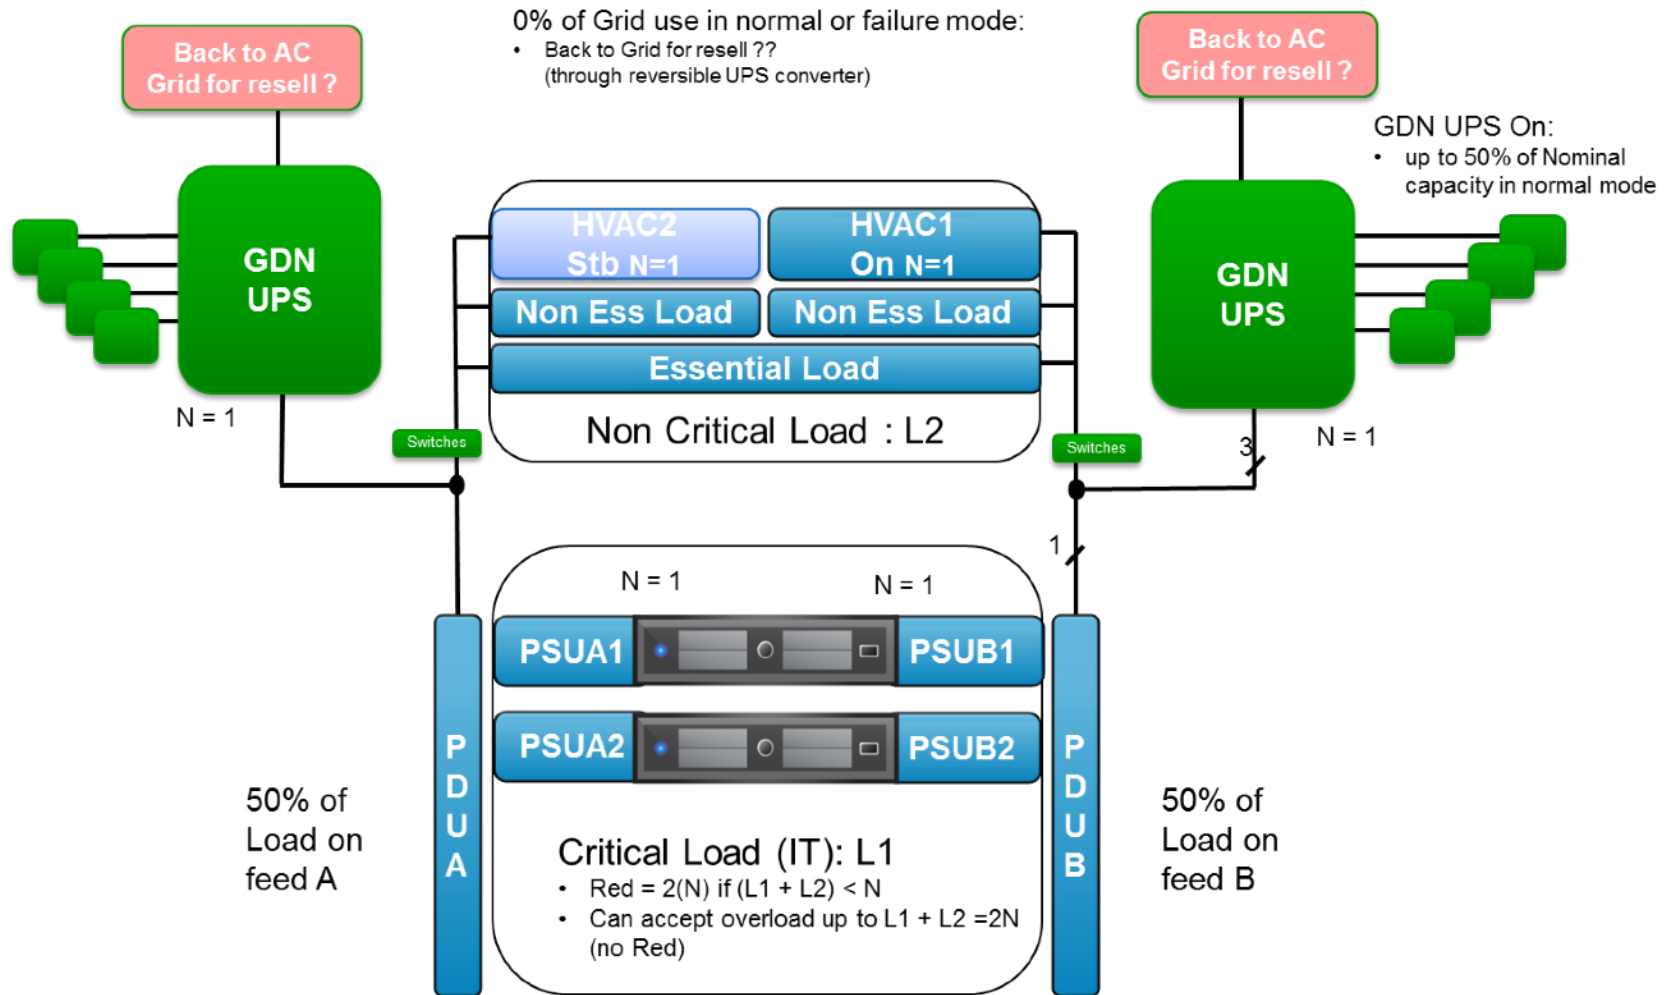 0% of Grid use in normal or failure mode:
• Back to Grid for resell ??
(through reversible UPS converter)
Back to AC
Grid for resell ?
Back to AC
Grid for resell ?
GDN UPS On:
• up to 50% of Nominal
capacity in normal mode
GDN
UPS
N = 1
HVAC2
Stb N=1
HVAC1
On N=1
Non Ess Load
Non Ess Load
Essential Load
Non Critical Load : L2
GDN
UPS
N = 1
Switches
Switches
3
1
N = 1
N = 1
PSUA1
PSUB1
PSUA2
PSUB2
PDU A
PDU B
50% of
Load on
feed A
50% of
Load on
feed B
Critical Load (IT): L1
• Red = 2(N) if (L1 + L2) < N
• Can accept overload up to L1 + L2 =2N
(no Red)